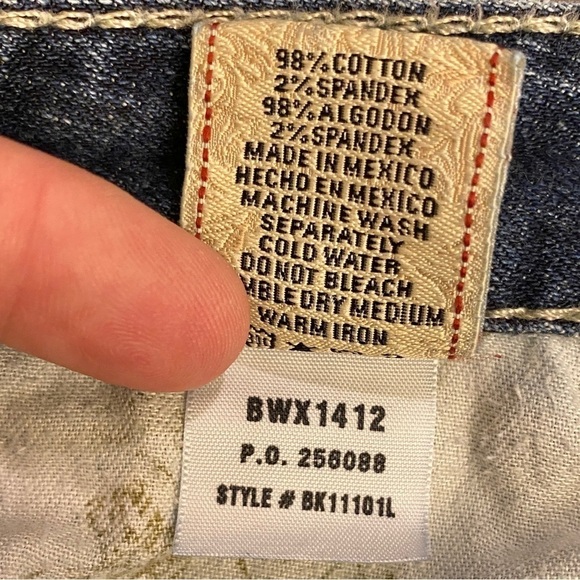 98% COTTON
2% SPANDEX
98% ALGODON
2% SPANDEX
MADE IN MEXICO
HECHO EN MEXICO
MACHINE WASH
SEPARATELY
COLD WATER
DO NOT BLEACH
DRY MEDIUM
WARM IRON
BWX1412
P.O. 256086
STYLE # BK11101L